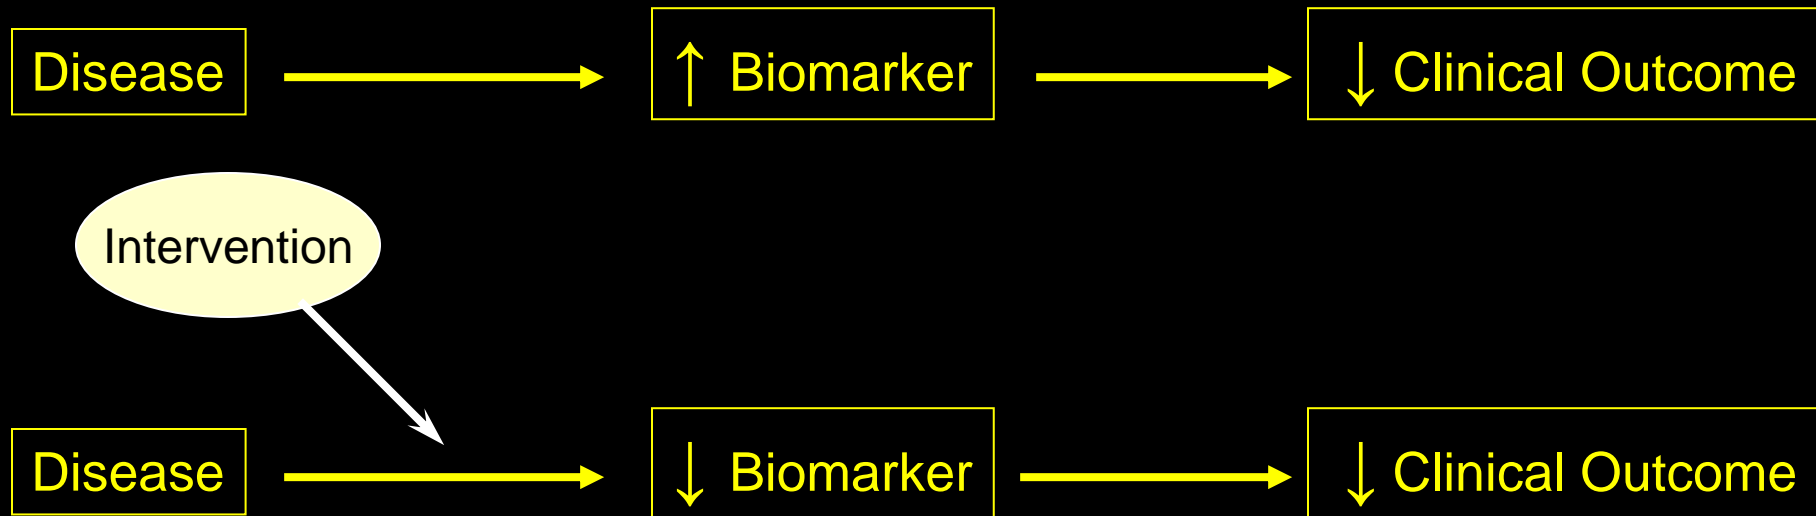 Disease
↑ Biomarker
↓ Clinical Outcome
Intervention
Disease
↓ Biomarker
↓ Clinical Outcome